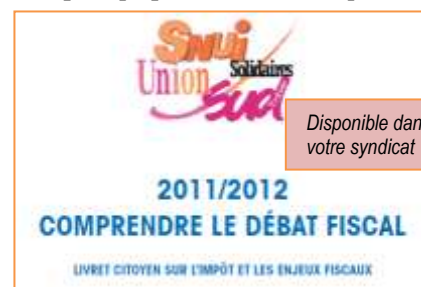 Snui
Union Solidaires
Sud
Disponible dan
votre syndicat
2011/2012
COMPRENDRE LE DÉBAT FISCAL
LIVRET CITOYEN SUR L'IMPÔT ET LES ENJEUX FISCAUX